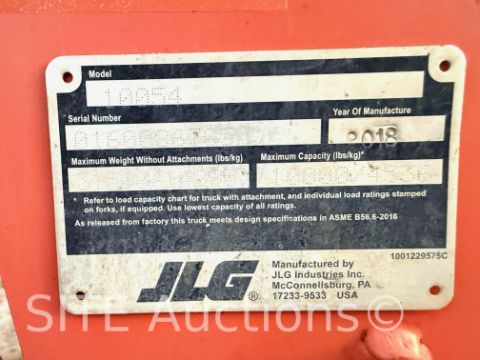 Model
10054
Serial Number
Year Of Manufacture
2018
Maximum Weight Without Attachments (lbs/kg)
Maximum Capacity (lbs/kg)*
* Refer to load capacity chart for truck with attachment, and individual load ratings stamped
on forks, if equipped. Use lowest capacity of all ratings.
As released from factory this truck meets design specifications in ASME B56.6-2016
JLG®
Manufactured by
JLG Industries Inc.
McConnellsburg, PA
17233-9533 USA
1001229575C
SITE Auctions.com